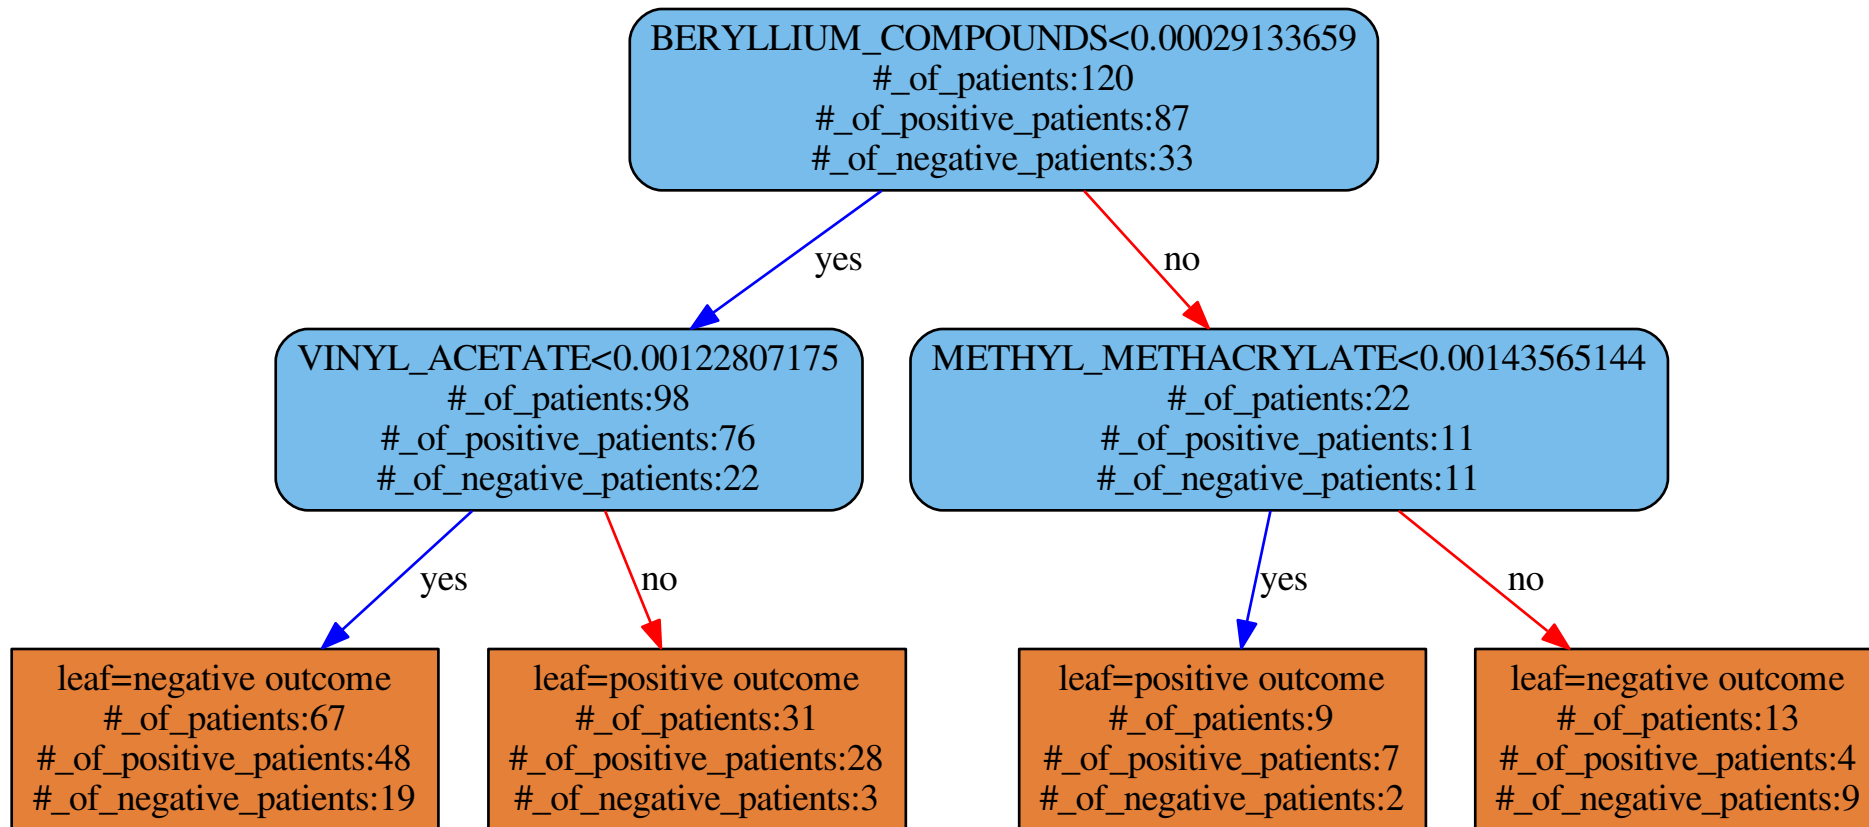 BERYLLIUM_COMPOUNDS<0.00029133659
#_of_patients:120
#_of_positive_patients:87
#_of_negative_patients:33
yes
no
VINYL_ACETATE<0.00122807175
#_of_patients:98
#_of_positive_patients:76
#_of_negative_patients:22
METHYL_METHACRYLATE<0.00143565144
#_of_patients:22
#_of_positive_patients:11
#_of_negative_patients:11
yes
no
yes
no
leaf=negative outcome
#_of_patients:67
#_of_positive_patients:48
#_of_negative_patients:19
leaf=positive outcome
#_of_patients:31
#_of_positive_patients:28
#_of_negative_patients:3
leaf=positive outcome
#_of_patients:9
#_of_positive_patients:7
#_of_negative_patients:2
leaf=negative outcome
#_of_patients:13
#_of_positive_patients:4
#_of_negative_patients:9